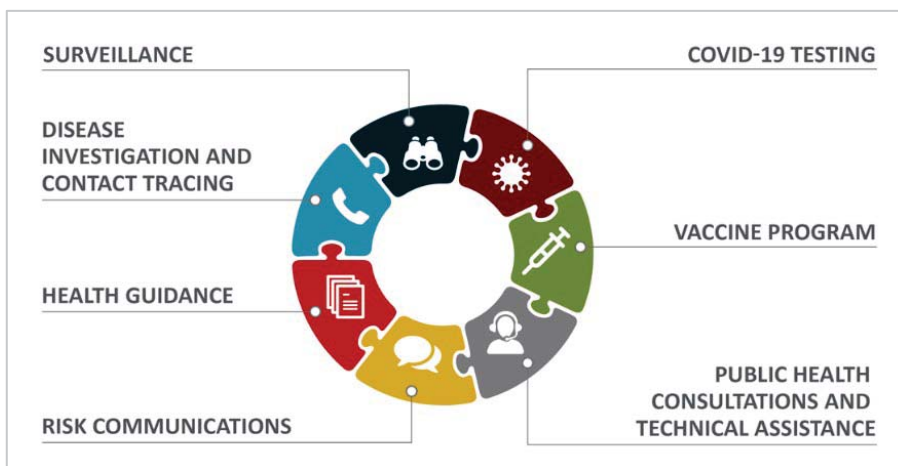 SURVEILLANCE
COVID-19 TESTING
DISEASE
INVESTIGATION AND
CONTACT TRACING
VACCINE PROGRAM
HEALTH GUIDANCE
PUBLIC HEALTH
CONSULTATIONS AND
TECHNICAL ASSISTANCE
RISK COMMUNICATIONS